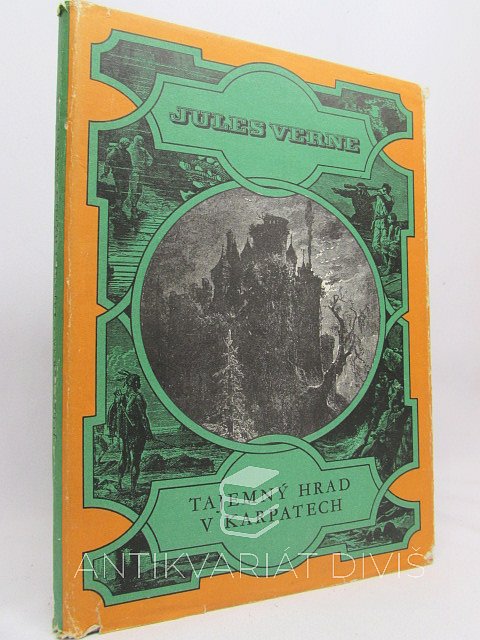 JULES VERNE
TAJEMNÝ HRAD
V KARPATECH
ANTIKVARIÁT DIVIŠ